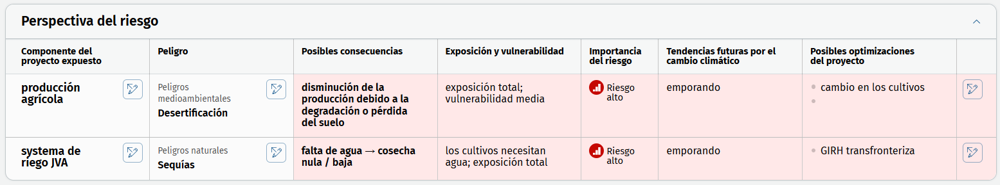 Perspectiva del riesgo
Componente del
proyecto expuesto
Peligro
Posibles consecuencias
Exposición y vulnerabilidad
Importancia
del riesgo
Tendencias futuras por el
cambio climático
Posibles optimizaciones
del proyecto
producción
agrícola
Peligros
medioambientales
Desertificación
disminución de la
producción debido a la
degradación o pérdida
del suelo
exposición total;
vulnerabilidad media
Riesgo
alto
emporando
cambio en los cultivos
systema de
riego JVA
Peligros naturales
Sequías
falta de agua → cosecha
nula / baja
los cultivos necesitan
agua; exposición total
Riesgo
alto
emporando
GIRH transfronteriza